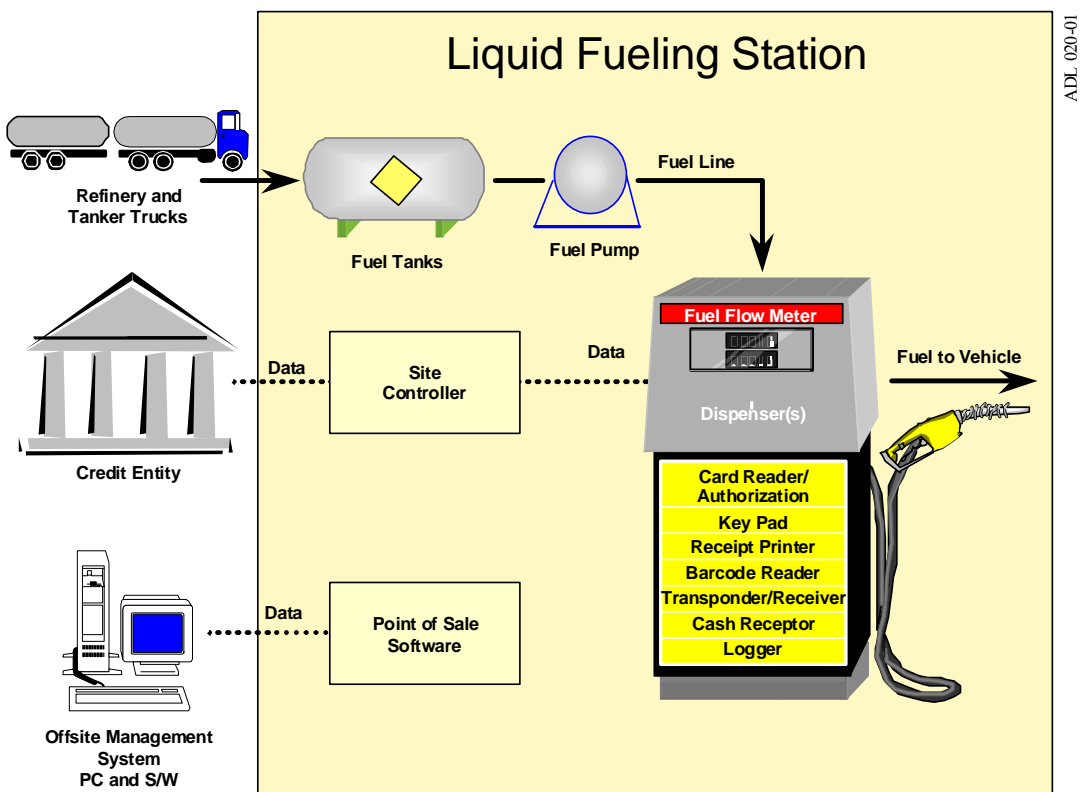 Liquid Fueling Station
ADL 020-01
Refinery and
Tanker Trucks
Fuel Tanks
Fuel Pump
Fuel Line
Fuel Flow Meter
Dispenser(s)
Fuel to Vehicle
Credit Entity
Data
Site
Controller
Data
Card Reader/
Authorization
Key Pad
Receipt Printer
Barcode Reader
Transponder/Receiver
Cash Receptor
Logger
Data
Point of Sale
Software
Offsite Management
System
PC and S/W